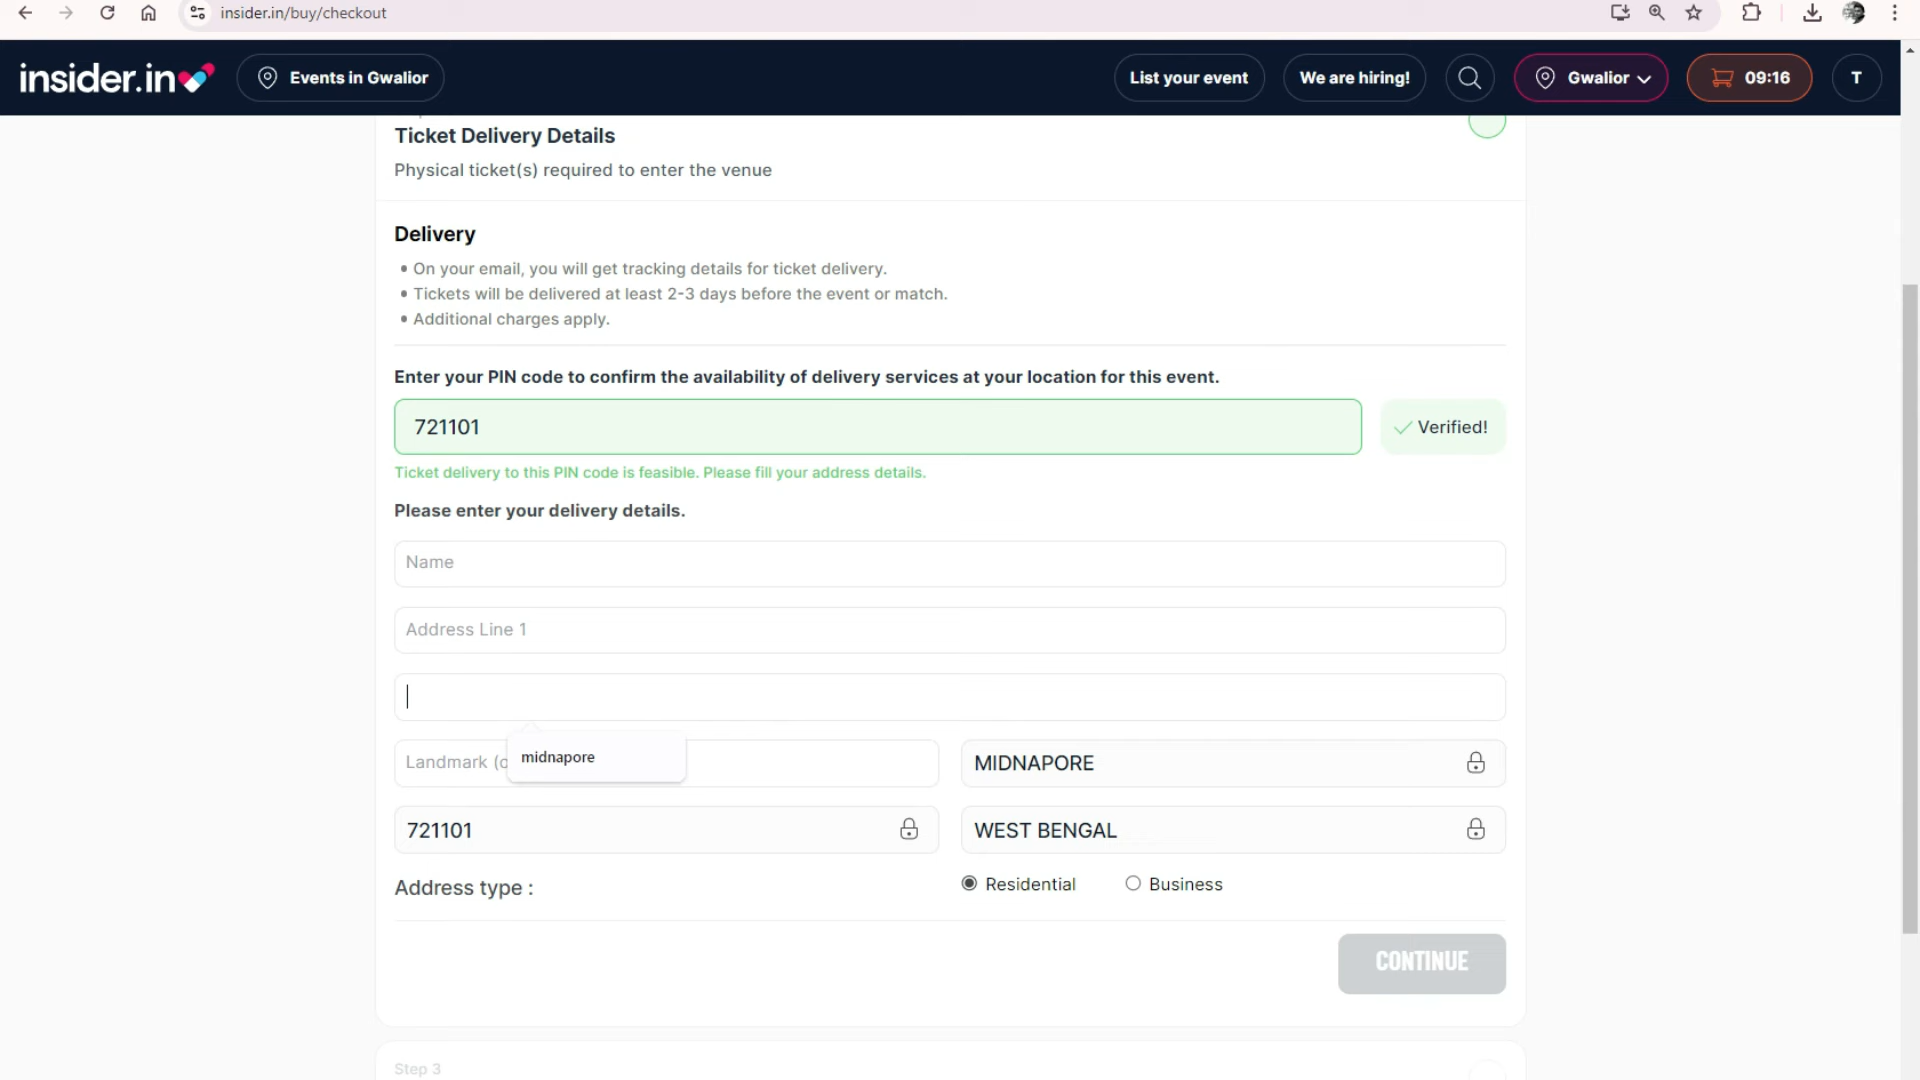 insider.in/buy/checkout
insider.in
Events in Gwalior
List your event
We are hiring!
Gwalior
09:16
T
Ticket Delivery Details
Physical ticket(s) required to enter the venue
Delivery
• On your email, you will get tracking details for ticket delivery.
• Tickets will be delivered at least 2-3 days before the event or match.
• Additional charges apply.
Enter your PIN code to confirm the availability of delivery services at your location for this event.
721101
Verified!
Ticket delivery to this PIN code is feasible. Please fill your address details.
Please enter your delivery details.
Name
Address Line 1
midnapore
Landmark (o
MIDNAPORE
721101
WEST BENGAL
Address type :
Residential
Business
CONTINUE
Step 3